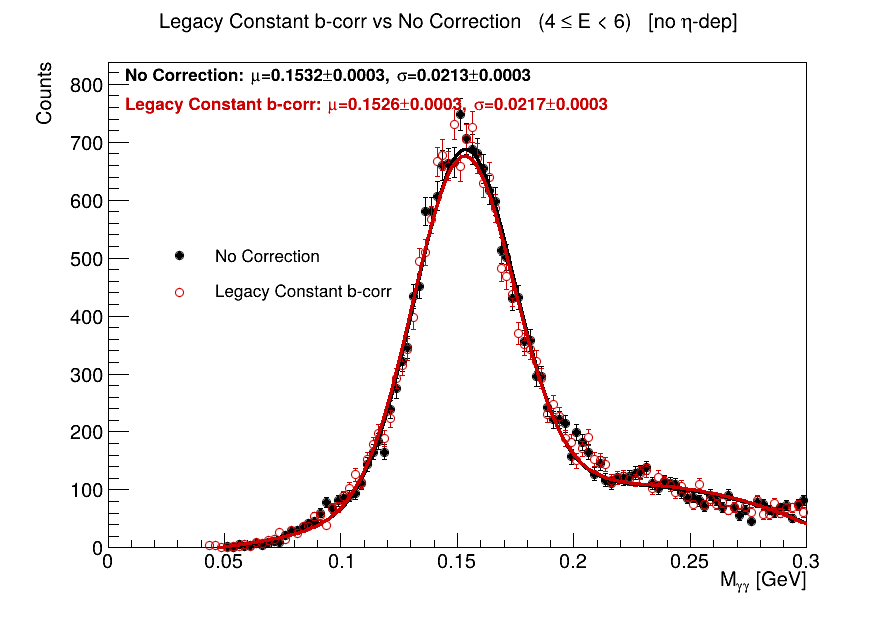 Legacy Constant b-corr vs No Correction (4 ≤ E < 6) [no η-dep]
Counts
No Correction: μ=0.1532±0.0003, σ=0.0213±0.0003
Legacy Constant b-corr: μ=0.1526±0.0003, σ=0.0217±0.0003
800
700
600
500
400
300
200
100
0
No Correction
Legacy Constant b-corr
0 0.05 0.1 0.15 0.2 0.25 0.3
Mγγ [GeV]